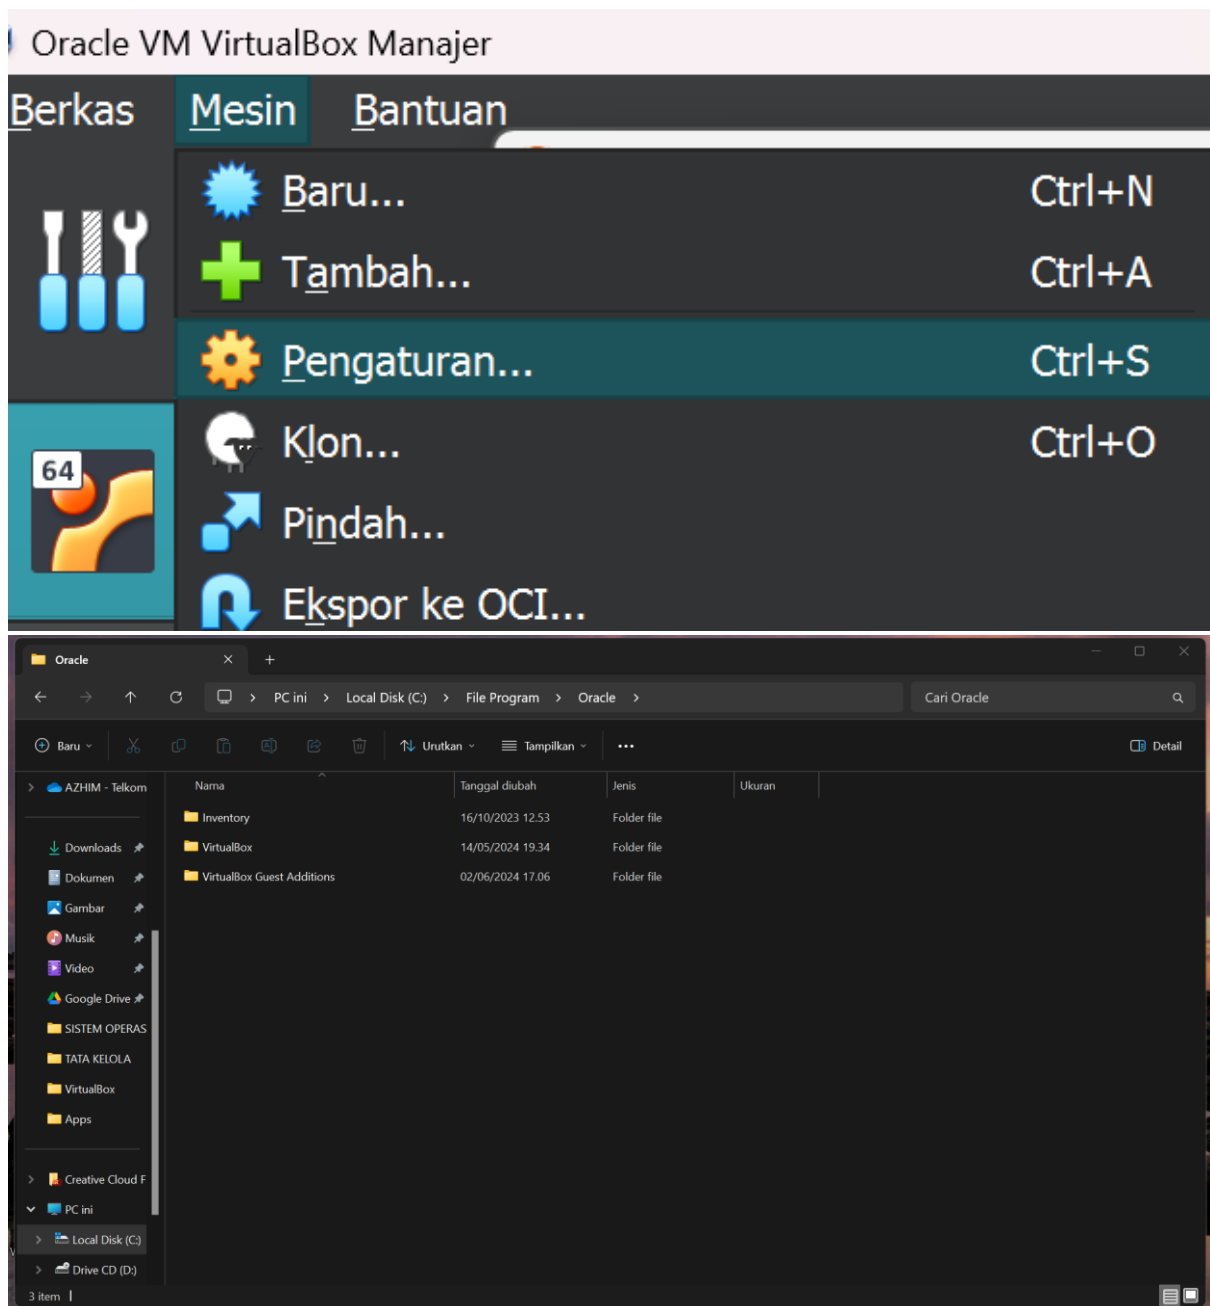 Oracle VM VirtualBox Manajer
Berkas Mesin Bantuan
Baru... Ctrl+N
Tambah... Ctrl+A
Pengaturan... Ctrl+S
Klon... Ctrl+O
64
Pindah...
Ekspor ke OCI...
Oracle
PC ini > Local Disk (C:) > File Program > Oracle > Cari Oracle
Baru Urutkan Tampilkan Detail
AZHIM - Telkom
Nama Tanggal diubah Jenis Ukuran
Inventory 16/10/2023 12.53 Folder file
VirtualBox 14/05/2024 19.34 Folder file
VirtualBox Guest Additions 02/06/2024 17.06 Folder file
Downloads
Dokumen
Gambar
Musik
Video
Google Drive
SISTEM OPERAS
TATA KELOLA
VirtualBox
Apps
Creative Cloud F
PC ini
Local Disk (C:)
Drive CD (D:)
3 item